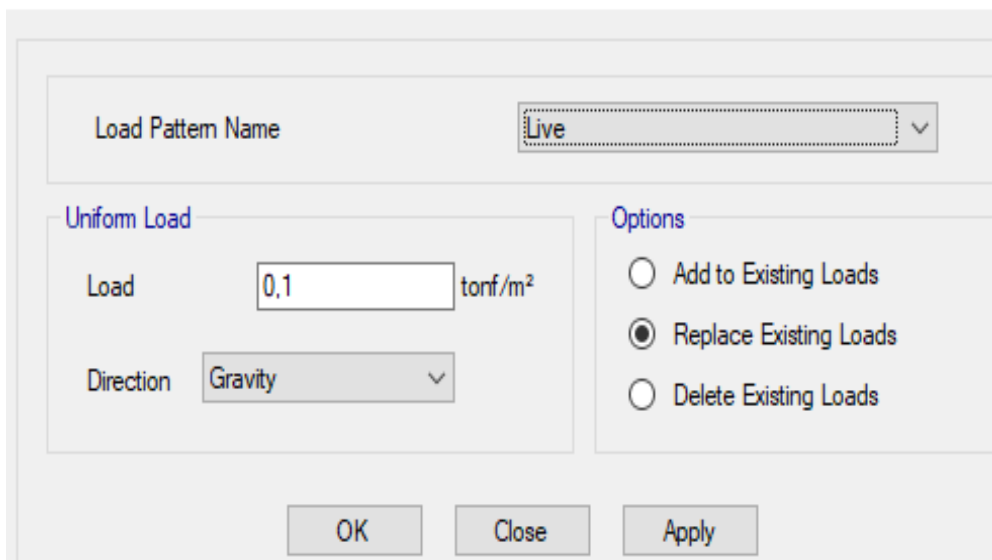 Load Pattern Name
Live
Uniform Load
Load
0,1
tonf/m²
Direction
Gravity
Options
Add to Existing Loads
Replace Existing Loads
Delete Existing Loads
OK
Close
Apply